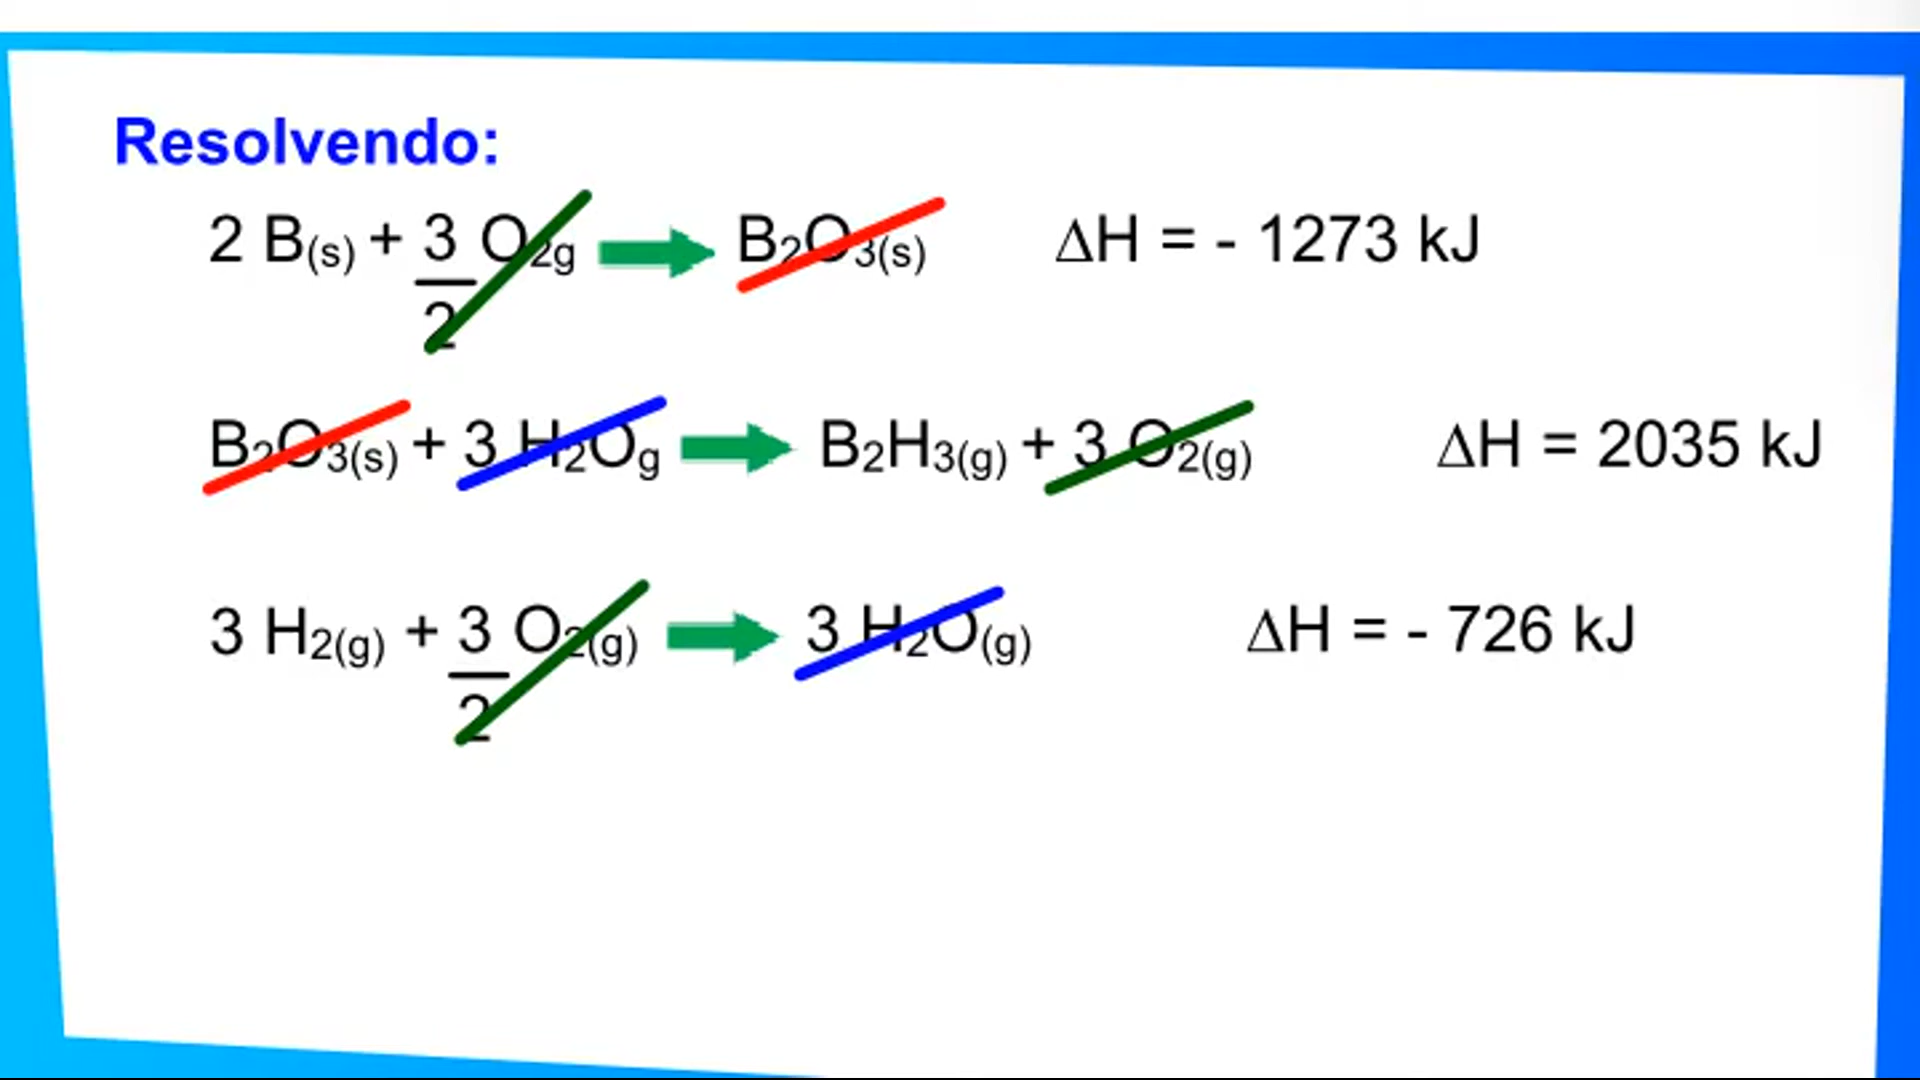 Resolvendo:
2 B(s) + 3/2 O2g B2O3(s) ΔH = - 1273 kJ
B2O3(s) + 3 H2Og B2H3(g) + 3 O2(g) ΔH = 2035 kJ
3 H2(g) + 3/2 O2(g) 3 H2O(g) ΔH = - 726 kJ